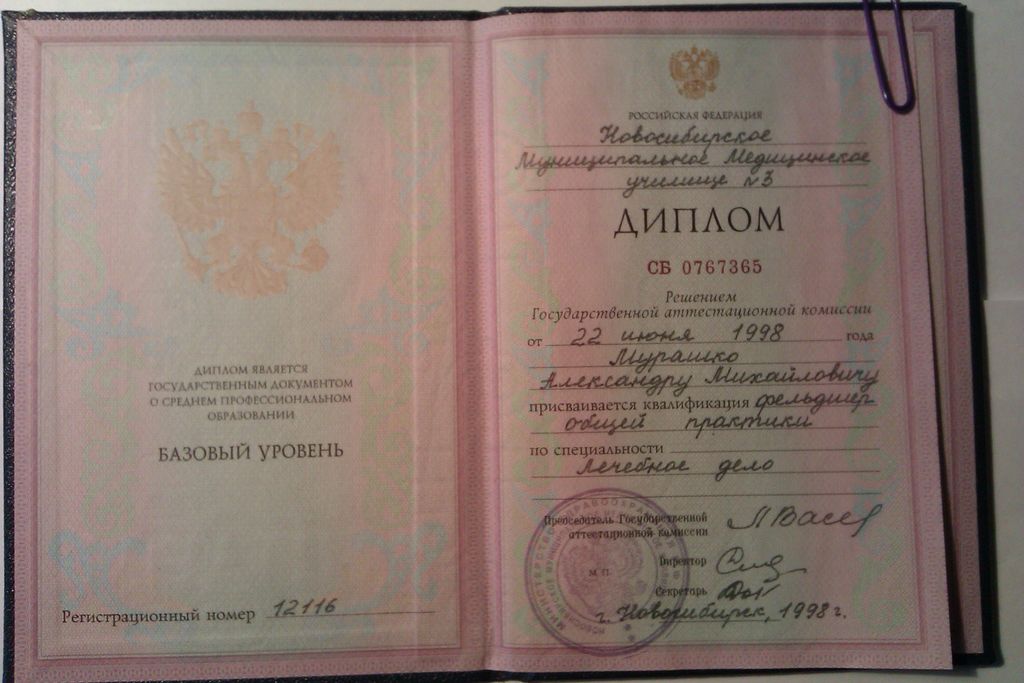 ДИПЛОМ ЯВЛЯЕТСЯ
ГОСУДАРСТВЕННЫМ ДОКУМЕНТОМ
О СРЕДНЕМ ПРОФЕССИОНАЛЬНОМ
ОБРАЗОВАНИИ
БАЗОВЫЙ УРОВЕНЬ
Регистрационный номер 12116
РОССИЙСКАЯ ФЕДЕРАЦИЯ
Новосибирское
Муниципальное Медицинское
училище №3
ДИПЛОМ
СБ 0767365
Решением
Государственной аттестационной комиссии
от 22 июня 1998 года
Мурашко
Александру Михайловичу
присваивается квалификация фельдшер
общей практики
по специальности
Лечебное дело
Председатель Государственной
аттестационной комиссии
Директор
М.П.
Секретарь
г. Новосибирск, 1998 г.